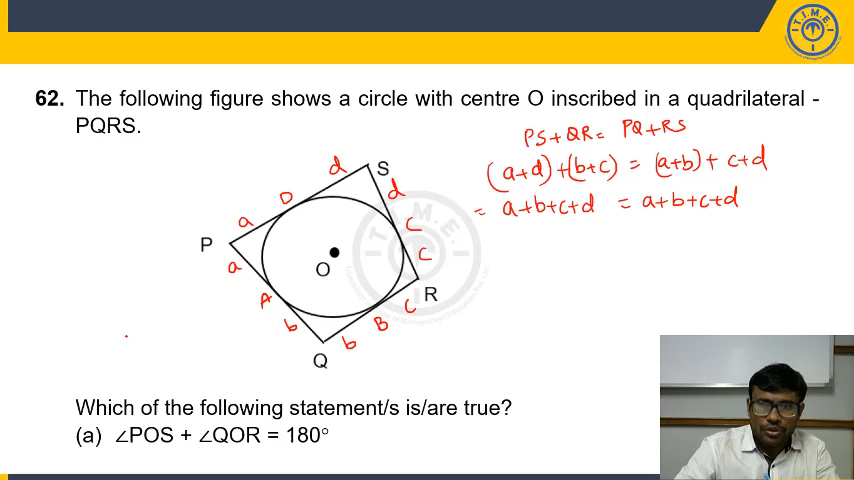 T.I.M.E.
62. The following figure shows a circle with centre O inscribed in a quadrilateral -
PQRS.
PS+QR= PQ+RS
(a+d)+(b+c) = (a+b)+ c+d
= a+b+c+d = a+b+c+d
d
S
D
d
a
C
P
T.I.M.E.
a
O
C
R
A
C
b
B
b
Q
Which of the following statement/s is/are true?
(a) ∠POS + ∠QOR = 180°